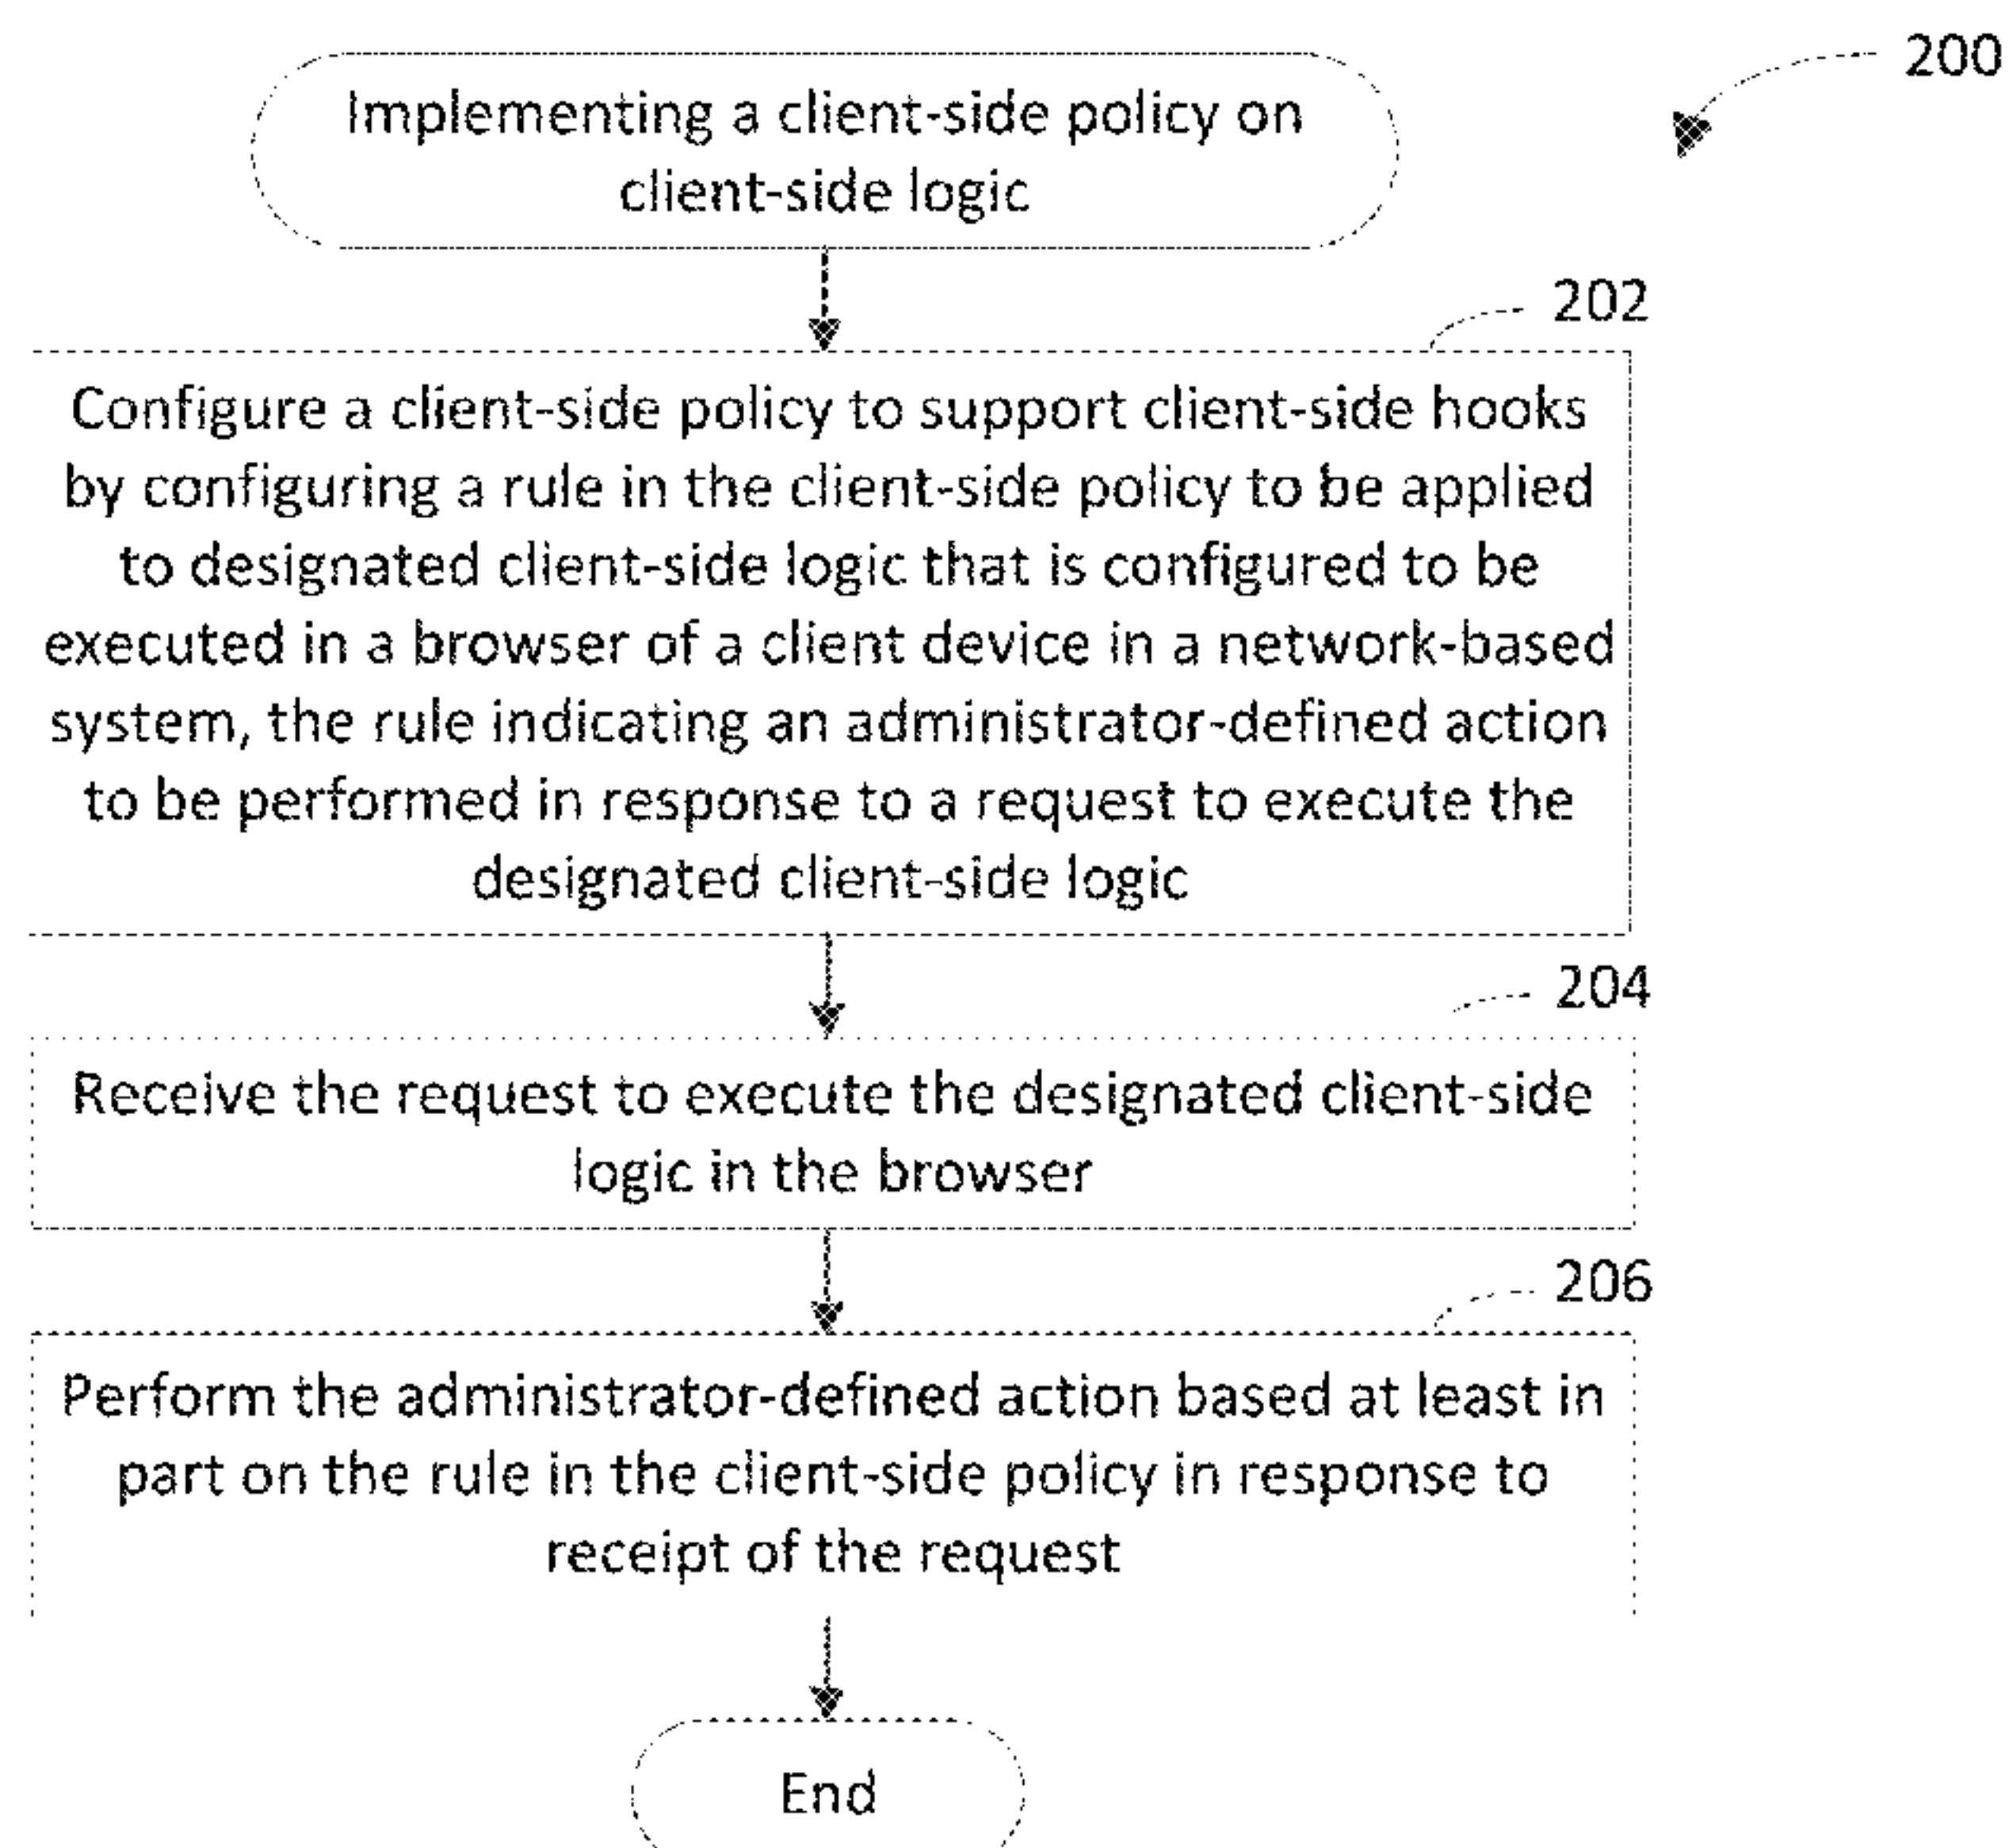 200
Implementing a client-side policy on
client-side logic
202
Configure a client-side policy to support client-side hooks
by configuring a rule in the client-side policy to be applied
to designated client-side logic that is configured to be
executed in a browser of a client device in a network-based
system, the rule indicating an administrator-defined action
to be performed in response to a request to execute the
designated client-side logic
204
Receive the request to execute the designated client-side
logic in the browser
206
Perform the administrator-defined action based at least in
part on the rule in the client-side policy in response to
receipt of the request
End